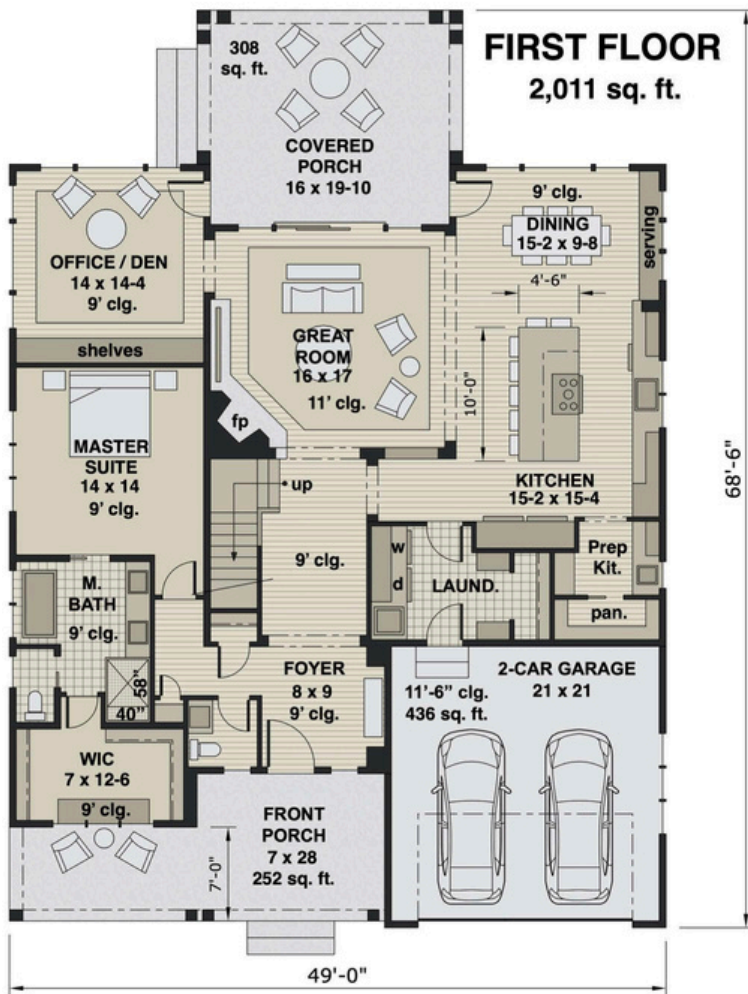 FIRST FLOOR
2,011 sq. ft.
308
sq. ft.
COVERED
PORCH
16 x 19-10
9' clg.
DINING
15-2 x 9-8
serving
4'-6"
OFFICE / DEN
14 x 14-4
9' clg.
shelves
GREAT
ROOM
16 x 17
11' clg.
fp
10'-0"
KITCHEN
15-2 x 15-4
68'-6"
MASTER
SUITE
14 x 14
9' clg.
up
9' clg.
w
d
LAUND.
Prep
Kit.
pan.
M.
BATH
9' clg.
58"
40"
FOYER
8 x 9
9' clg.
2-CAR GARAGE
21 x 21
11'-6" clg.
436 sq. ft.
WIC
7 x 12-6
9' clg.
FRONT
PORCH
7 x 28
252 sq. ft.
7'-0"
49'-0"